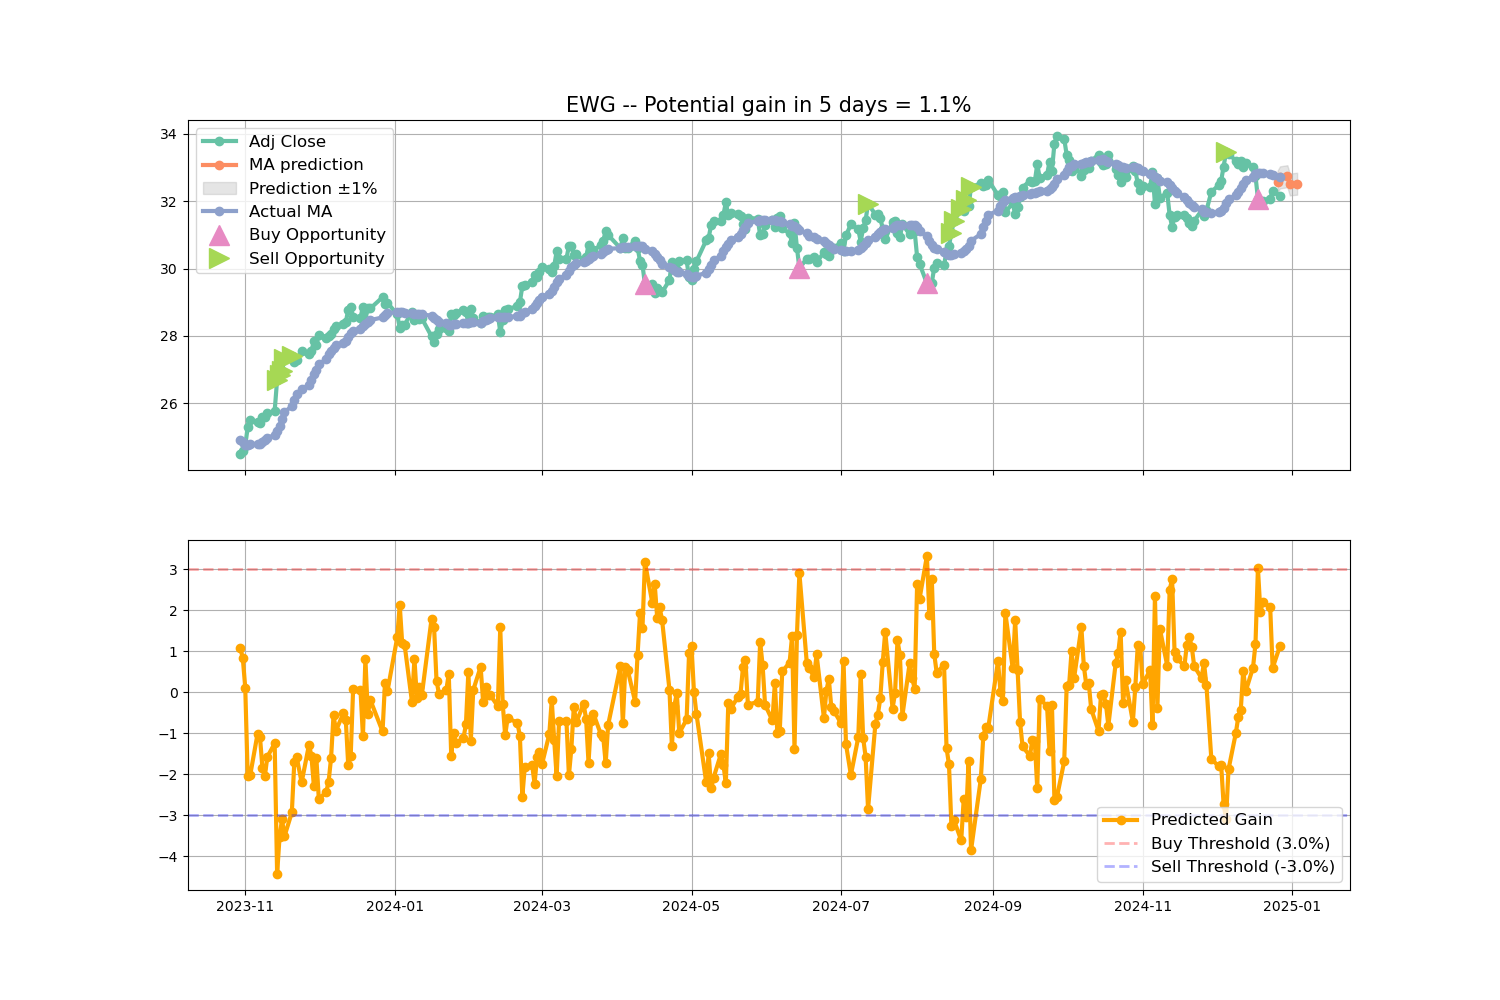 EWG -- Potential gain in 5 days = 1.1%
34
32
30
28
26
Adj Close
MA prediction
Prediction ±1%
Actual MA
Buy Opportunity
Sell Opportunity
3
2
1
0
−1
−2
−3
−4
Predicted Gain
Buy Threshold (3.0%)
Sell Threshold (-3.0%)
2023-11
2024-01
2024-03
2024-05
2024-07
2024-09
2024-11
2025-01